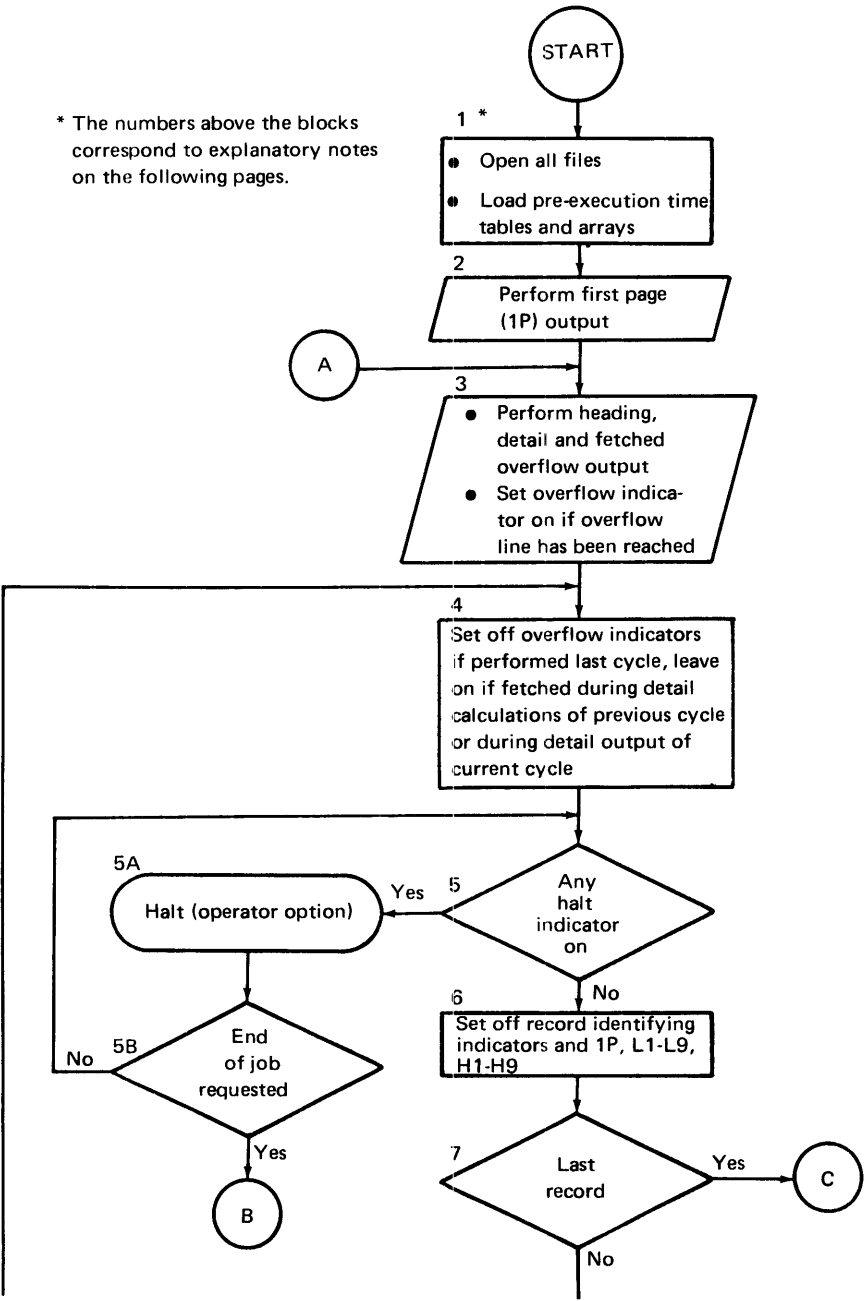 START
* The numbers above the blocks
correspond to explanatory notes
on the following pages.
1 *
● Open all files
● Load pre-execution time
tables and arrays
2
Perform first page
(1P) output
A
3
● Perform heading,
detail and fetched
overflow output
● Set overflow indica-
tor on if overflow
line has been reached
4
Set off overflow indicators
if performed last cycle, leave
on if fetched during detail
calculations of previous cycle
or during detail output of
current cycle
5A
Halt (operator option)
Yes
5
Any
halt
indicator
on
No
6
Set off record identifying
indicators and 1P, L1-L9,
H1-H9
5B
End
of job
requested
No
Yes
B
7
Last
record
Yes
C
No